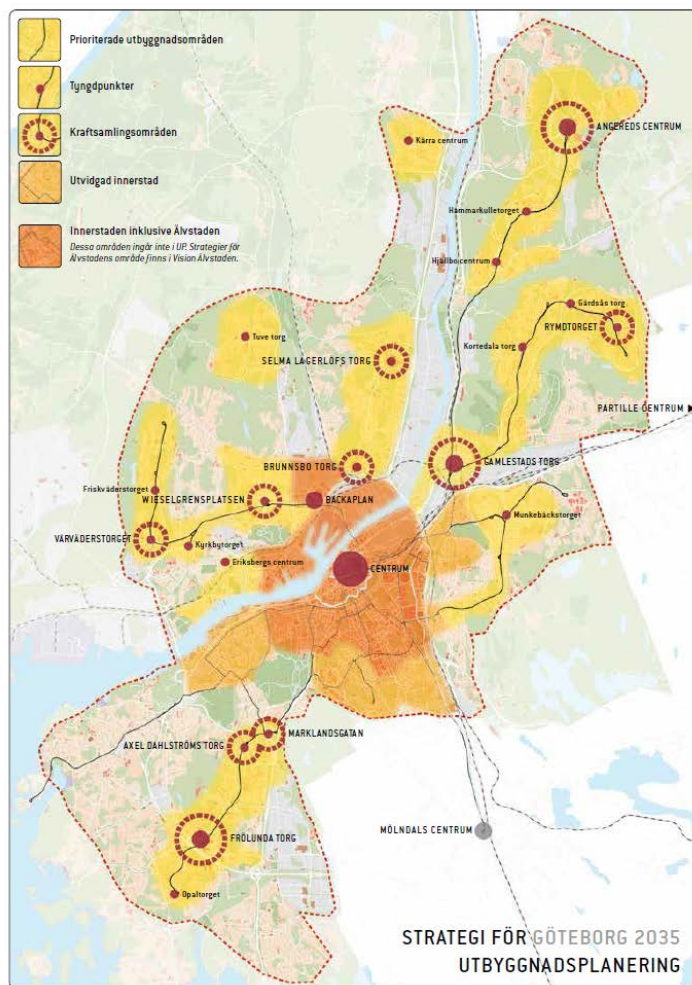 Prioriterade utbyggnadsområden
Tyngdpunkter
Kraftsamlingsområden
Utvidgad innerstad
Innerstaden inklusive Älvstaden
Dessa områden ingår inte i UP. Strategier för
Älvstadens område finns i Vision Älvstaden.
Kärra centrum
ANGEREDS CENTRUM
Hammarkulletorget
Hjällbo centrum
Gärdsås torg
RYMDTORGET
Kortedala torg
Tuve torg
SELMA LAGERLÖFS TORG
PARTILLE CENTRUM
BRUNNSBO TORG
GAMLESTADS TORG
Friskväderstorget
WIESELGRENSPLATSEN
BACKAPLAN
Munkebäckstorget
VÄRVÄDERSTORGET
Kyrkbytorget
Eriksbergs centrum
CENTRUM
MARKLANDSGATAN
AXEL DAHLSTRÖMS TORG
FRÖLUNDA TORG
MÖLNDALS CENTRUM
Opaltorget
STRATEGI FÖR GÖTEBORG 2035
UTBYGGNADSPLANERING